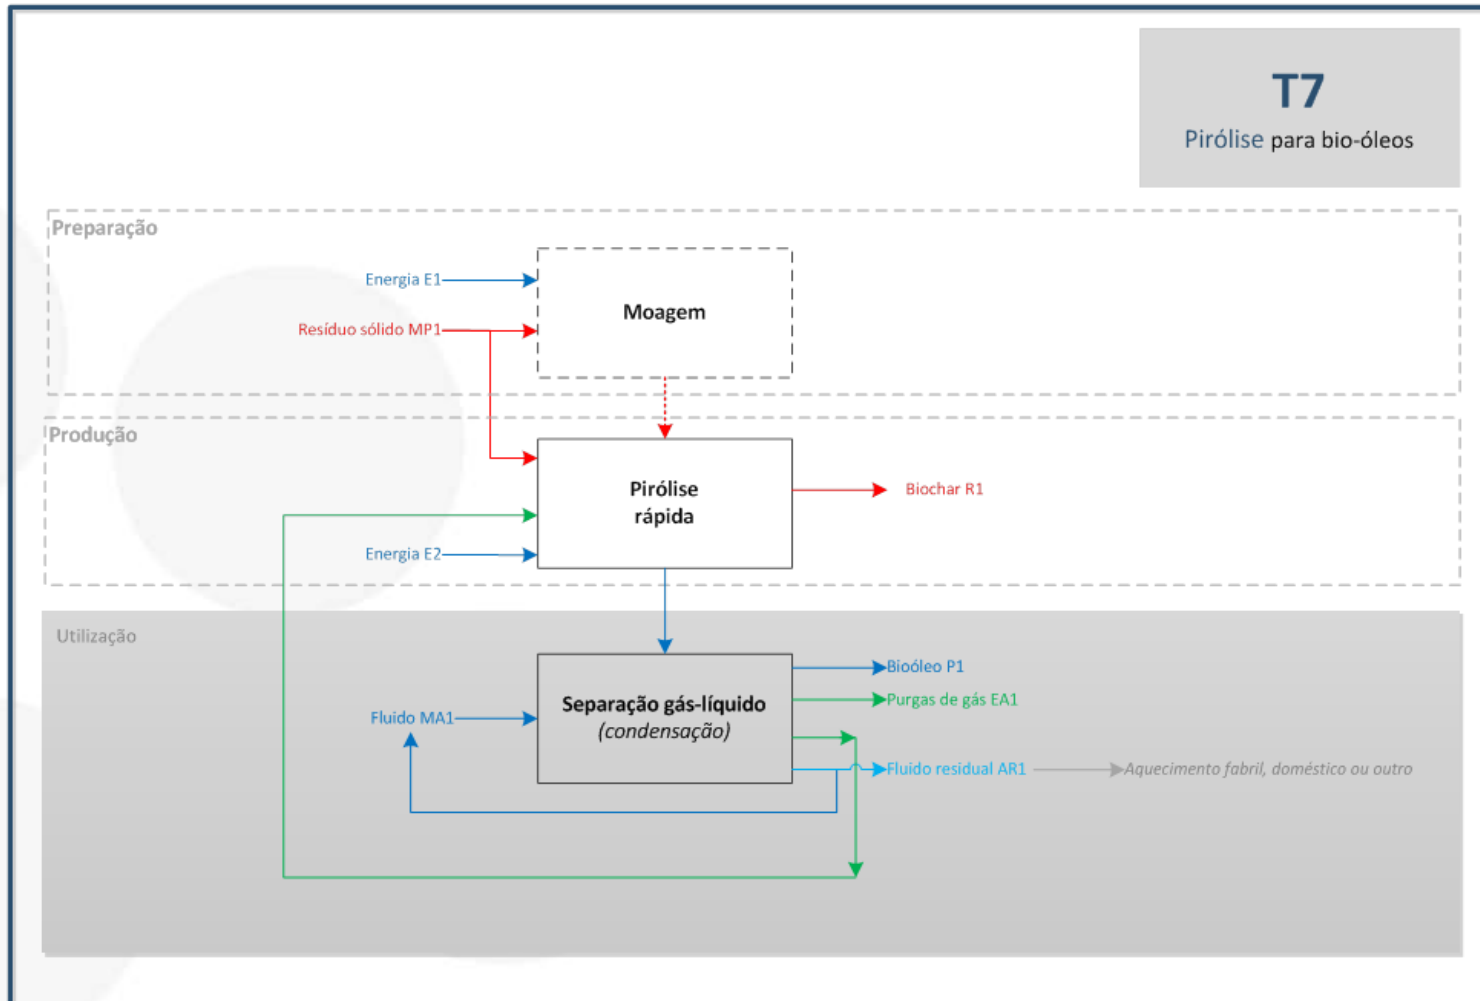 T7
Pirólise para bio-óleos
Preparação
Energia E1
Moagem
Resíduo sólido MP1
Produção
Pirólise
rápida
Biochar R1
Energia E2
Utilização
Bioóleo P1
Separação gás-líquido
Purgas de gás EA1
Fluido MA1
(condensação)
Fluido residual AR1
Aquecimento fabril, doméstico ou outro